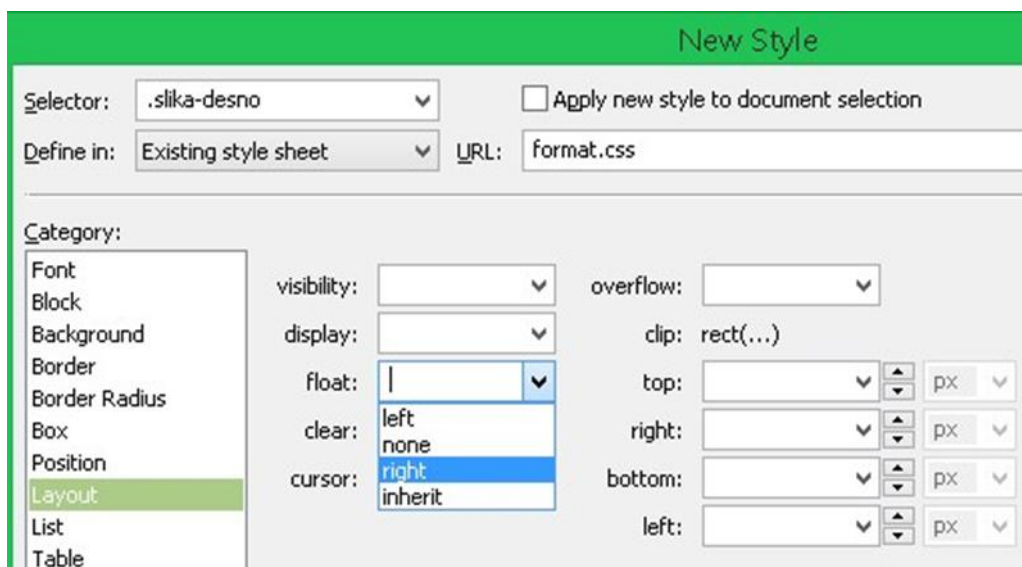 New Style
Selector: .slika-desno Apply new style to document selection
Define in: Existing style sheet URL: format.css
Category:
Font
Block
Background
Border
Border Radius
Box
Position
Layout
List
Table
visibility: overflow:
display: clip: rect(...)
float: top: px
left
none
right
inherit
clear: right: px
cursor: bottom: px
left: px